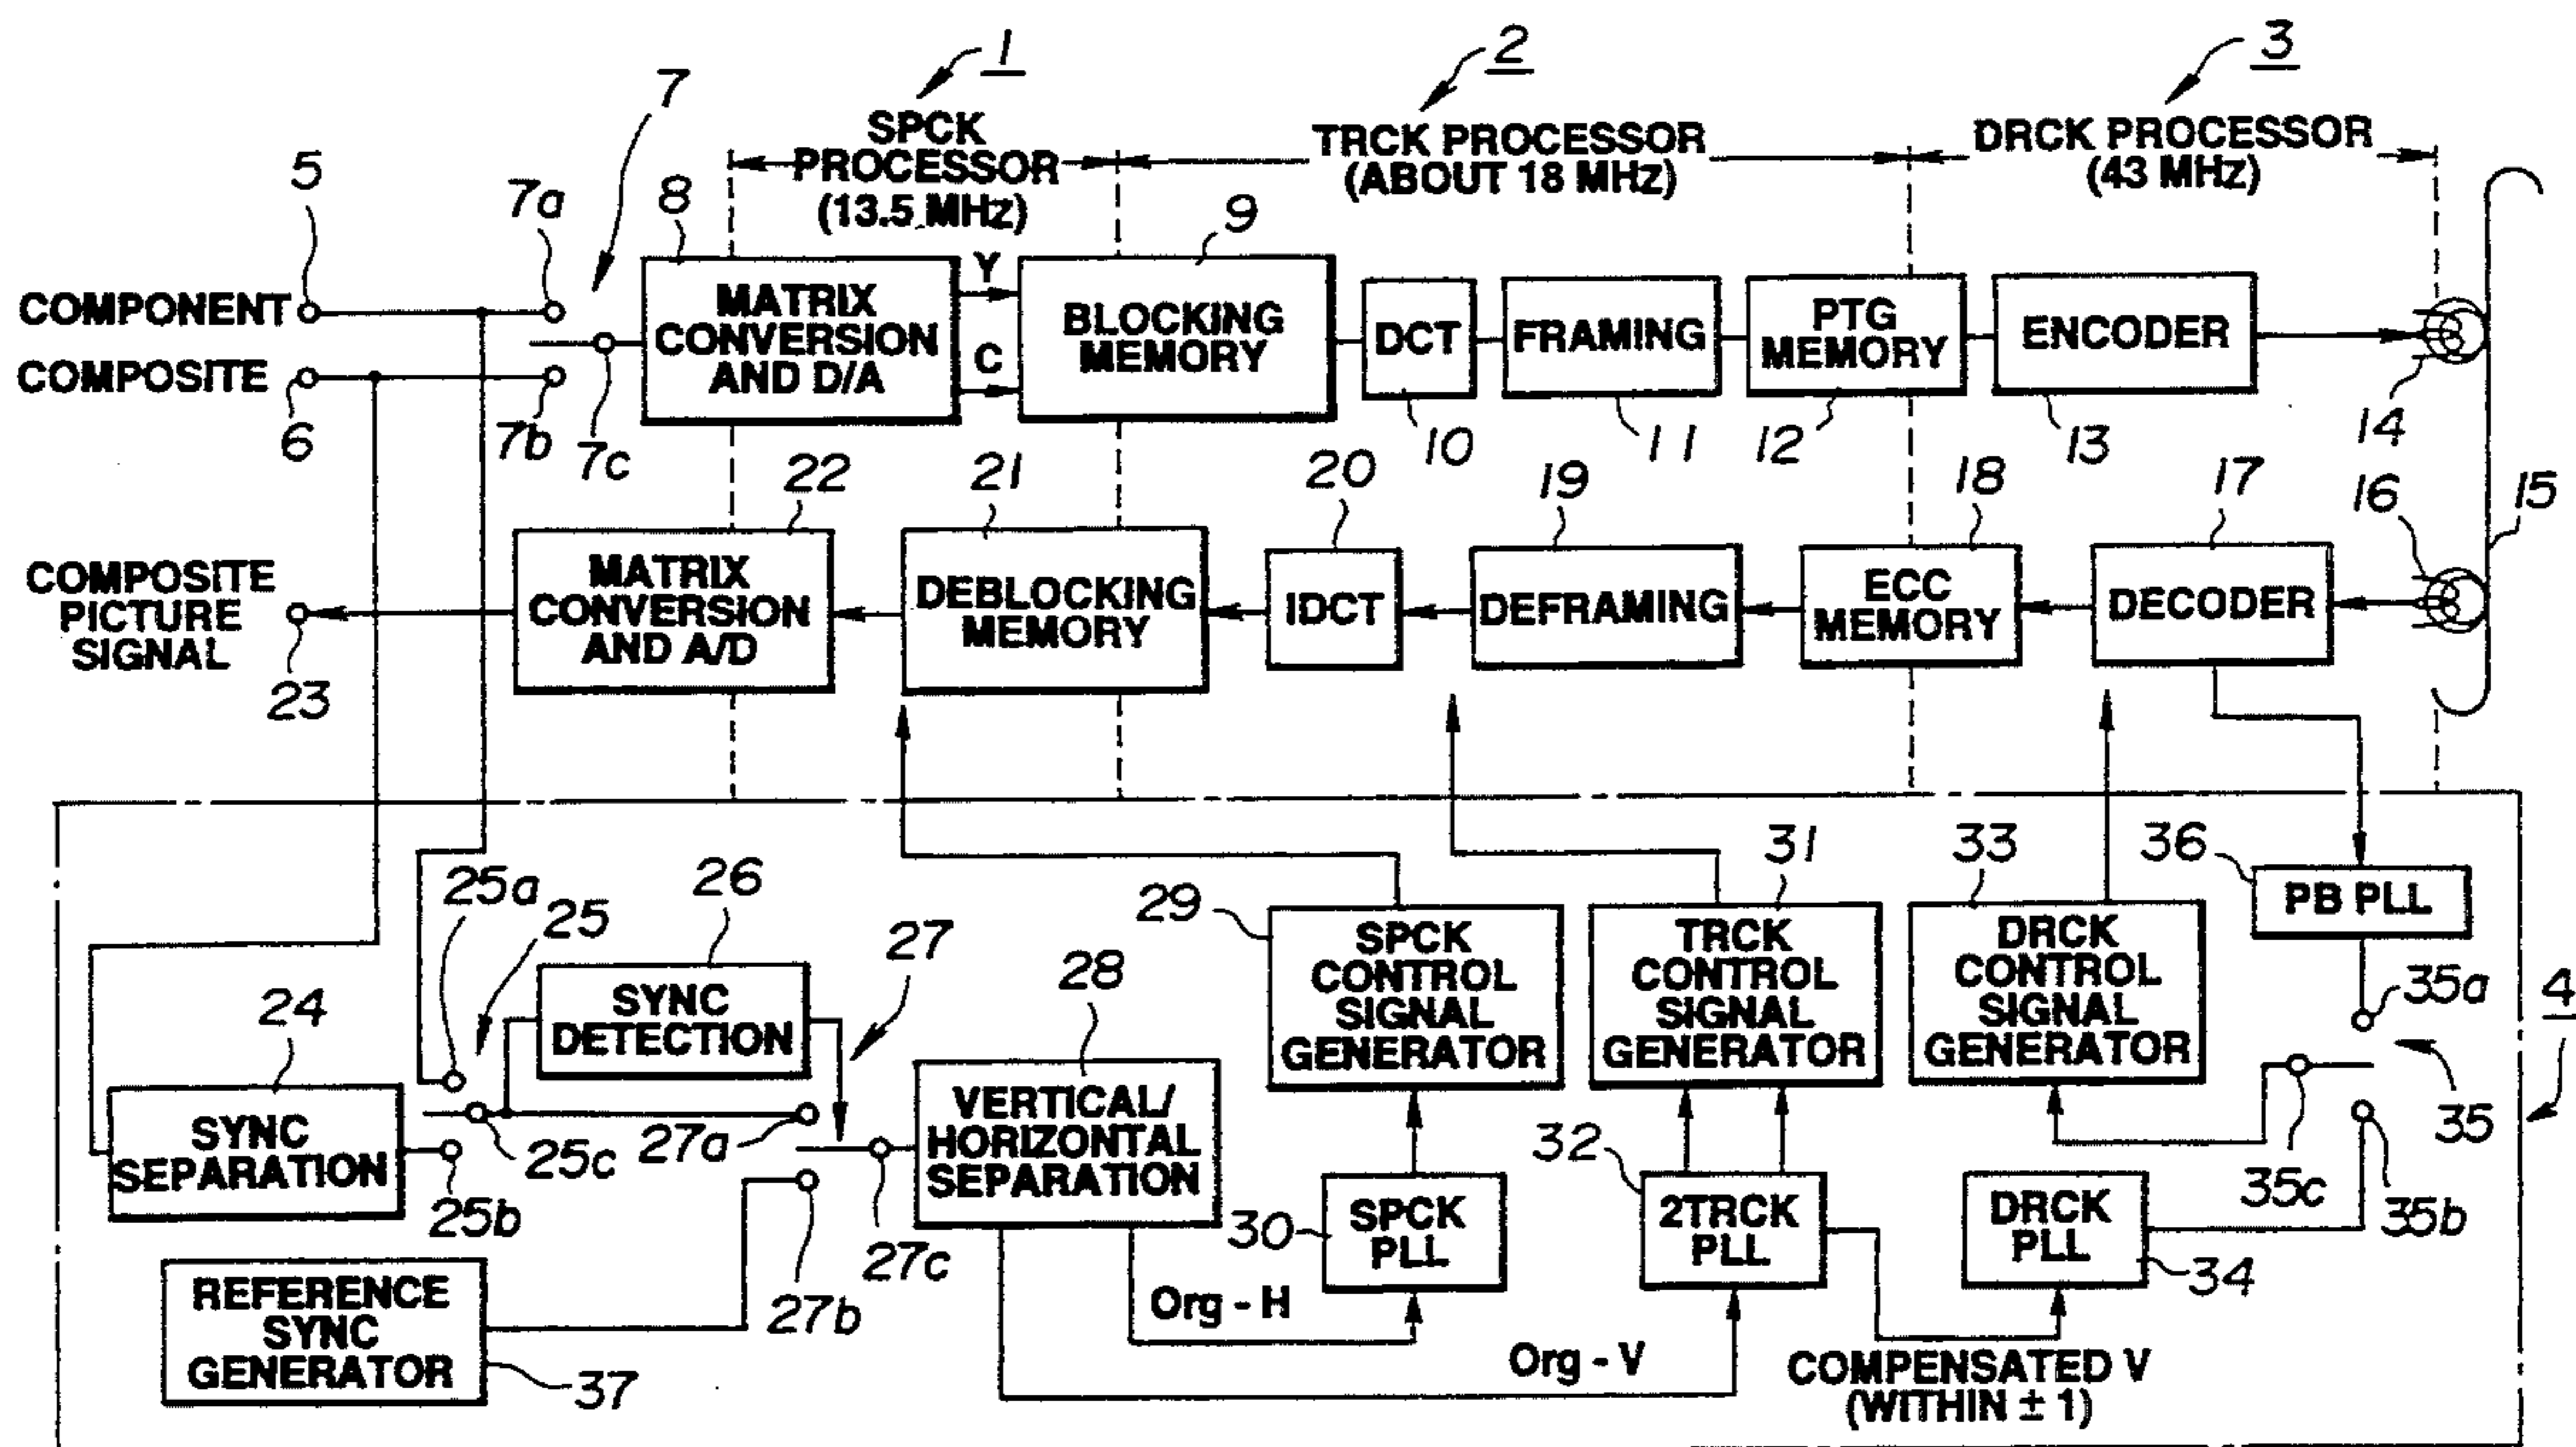 1
2
3
7
SPCK
PROCESSOR
(13.5 MHz)
TRCK PROCESSOR
(ABOUT 18 MHz)
DRCK PROCESSOR
(43 MHz)
5
7a
8
9
COMPONENT
COMPOSITE
6
7b
7c
MATRIX
CONVERSION
AND D/A
Y
C
BLOCKING
MEMORY
DCT
FRAMING
PTG
MEMORY
ENCODER
10
11
12
13
14
22
21
20
19
18
17
16
15
COMPOSITE
PICTURE
SIGNAL
23
MATRIX
CONVERSION
AND A/D
DEBLOCKING
MEMORY
IDCT
DEFRAMING
ECC
MEMORY
DECODER
25a
25
26
27
28
29
31
33
36
PB PLL
24
SYNC
SEPARATION
SYNC
DETECTION
25c
25b
27a
27b
27c
VERTICAL/
HORIZONTAL
SEPARATION
SPCK
CONTROL
SIGNAL
GENERATOR
TRCK
CONTROL
SIGNAL
GENERATOR
DRCK
CONTROL
SIGNAL
GENERATOR
35a
4
35
35c
35b
30
SPCK
PLL
32
2TRCK
PLL
DRCK
PLL
34
REFERENCE
SYNC
GENERATOR
37
Org - H
Org - V
COMPENSATED V
(WITHIN ± 1)